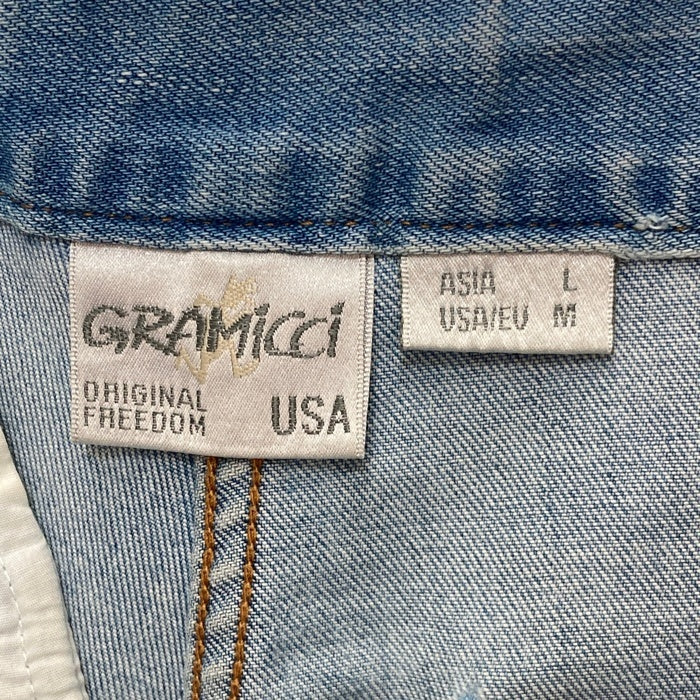 GRAMiCCi
ORIGINAL
FREEDOM USA
ASIA L
USA/EU M